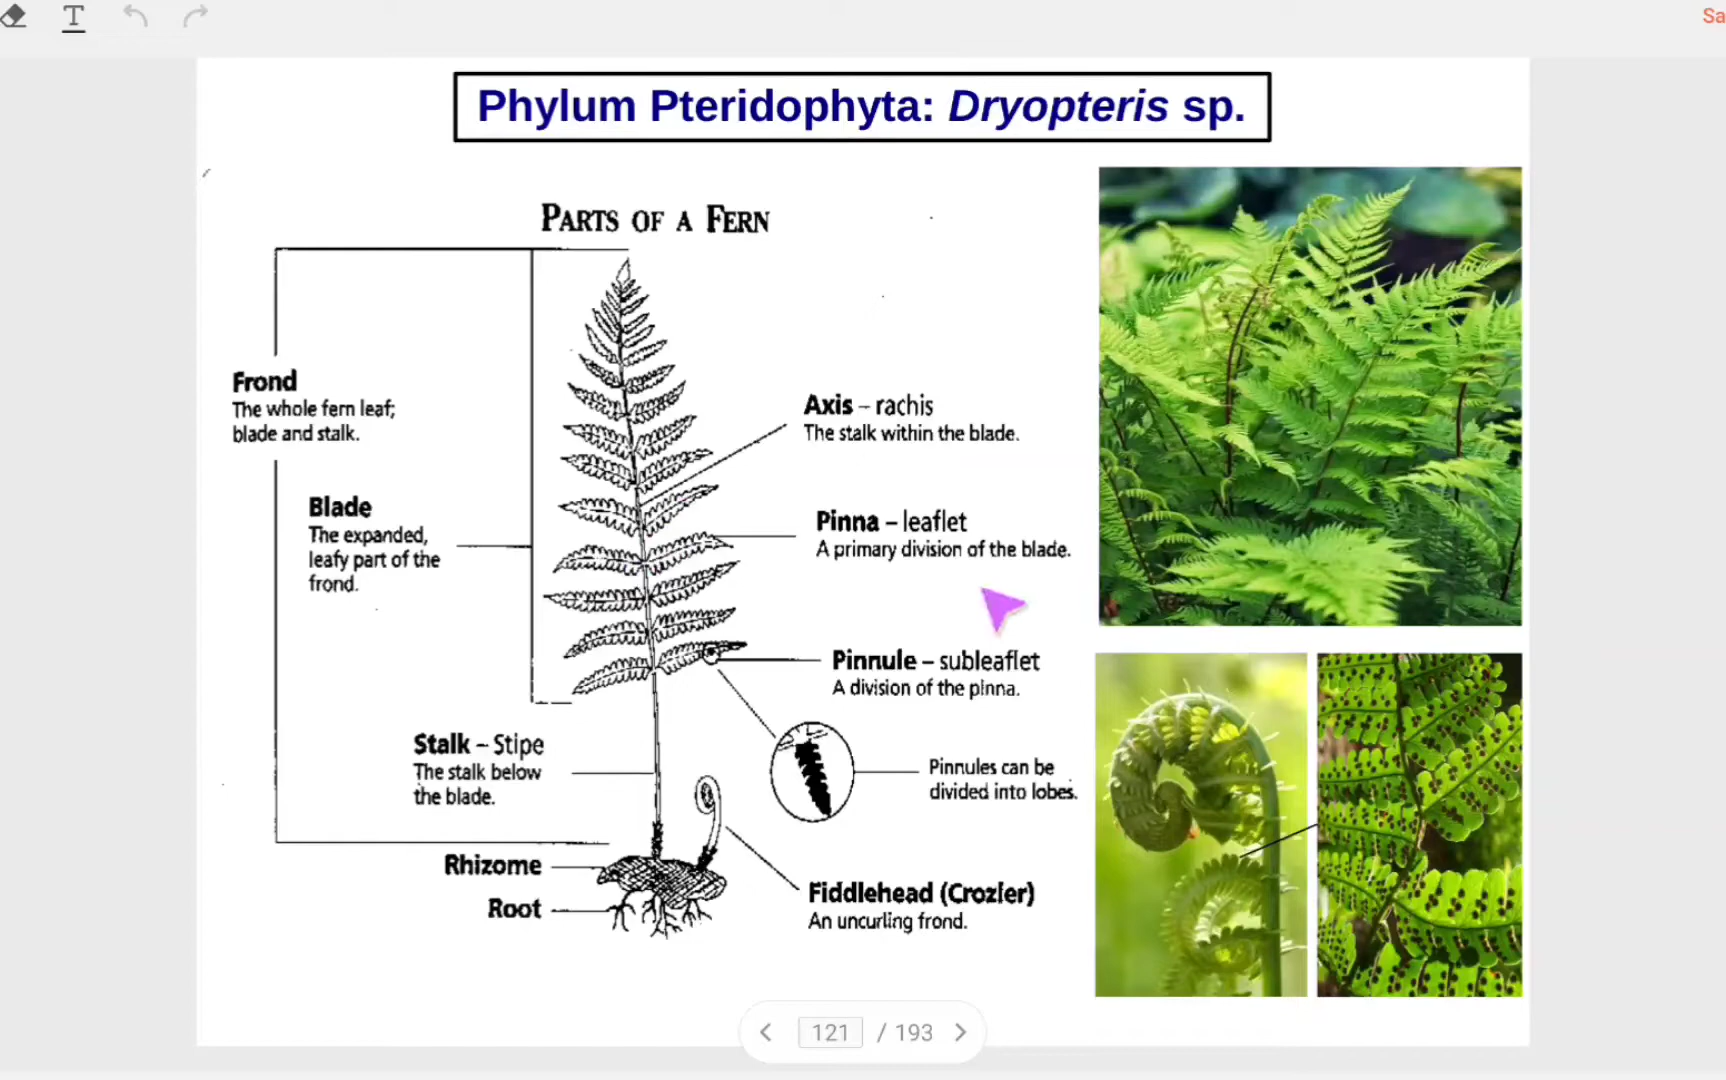 T
Sa
Phylum Pteridophyta: Dryopteris sp.
PARTS OF A FERN
Frond
The whole fern leaf;
blade and stalk.
Blade
The expanded,
leafy part of the
frond.
Axis – rachis
The stalk within the blade.
Pinna – leaflet
A primary division of the blade.
Pinnule – subleaflet
A division of the pinna.
Stalk – Stipe
The stalk below
the blade.
Pinnules can be
divided into lobes.
Rhizome
Root
Fiddlehead (Crozier)
An uncurling frond.
121 / 193